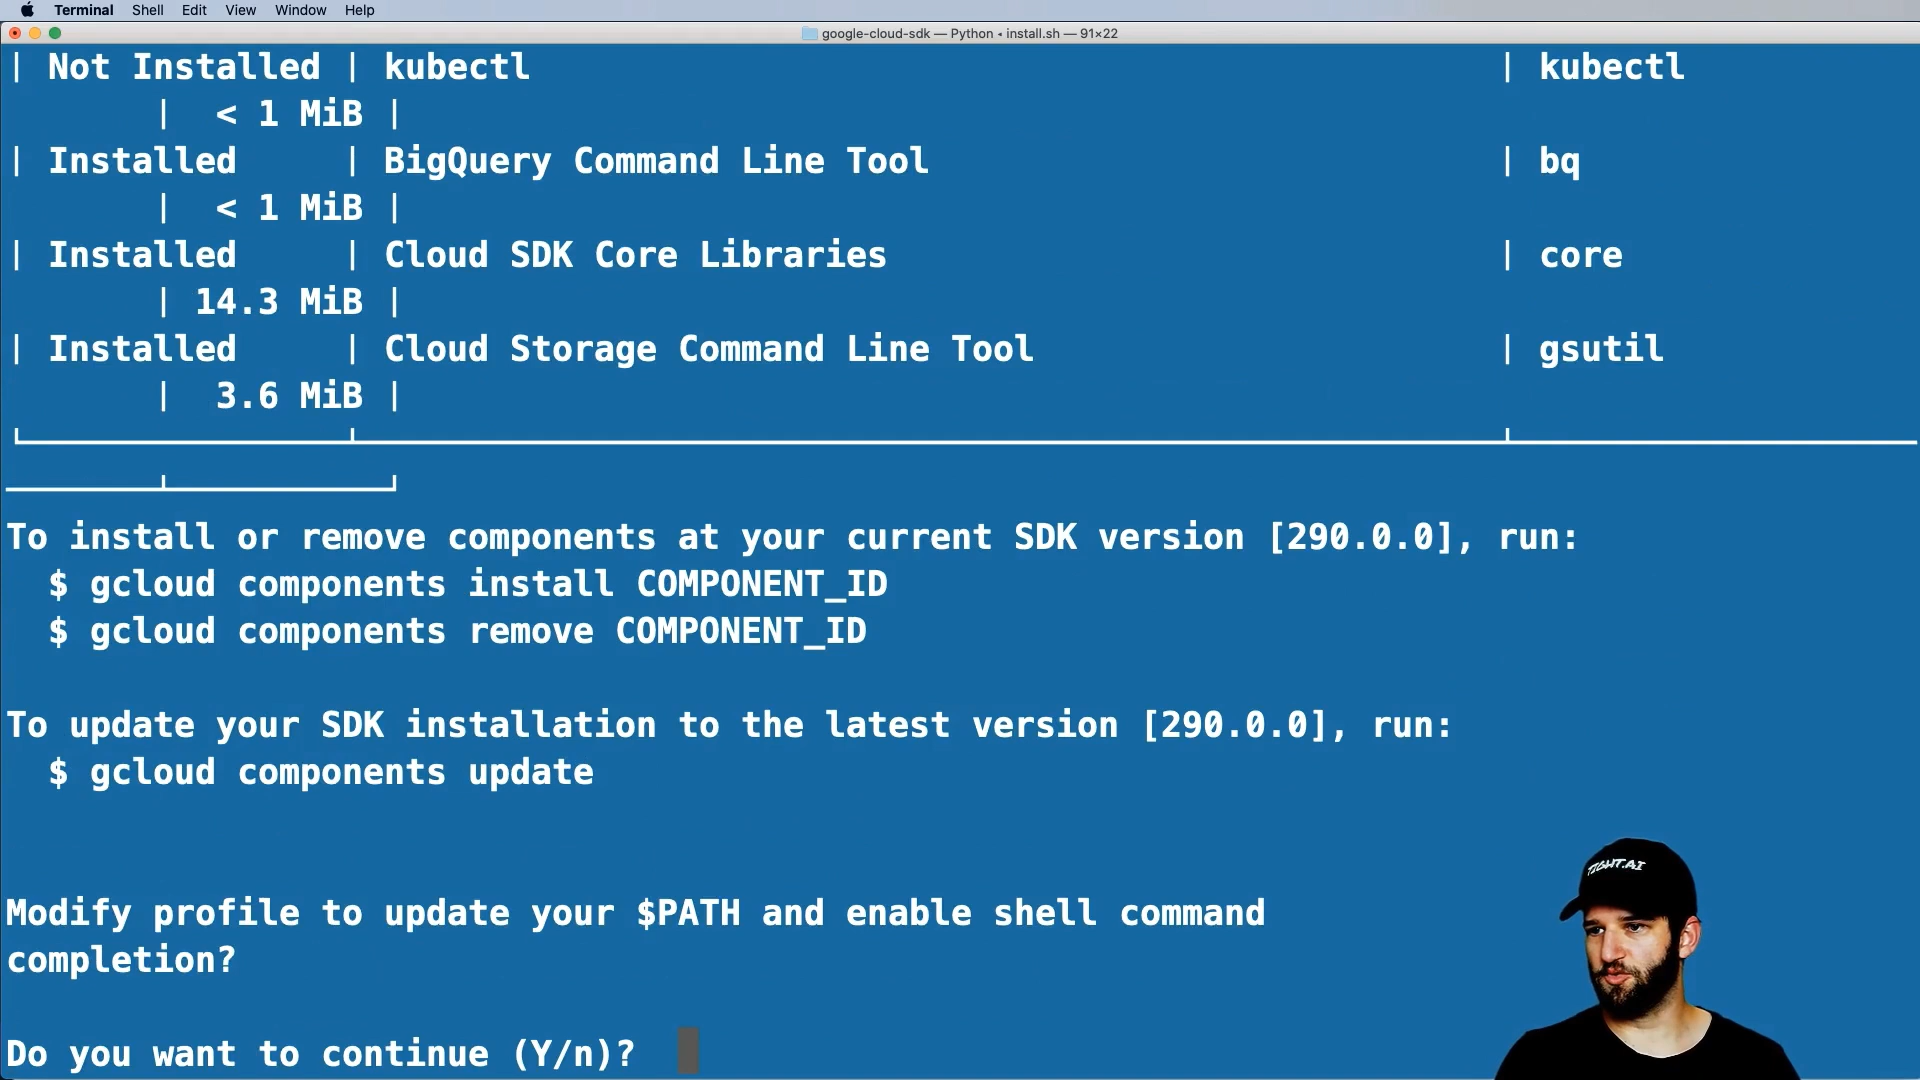 Terminal Shell Edit View Window Help
google-cloud-sdk — Python • install.sh — 91×22
| Not Installed | kubectl | kubectl
| < 1 MiB |
| Installed | BigQuery Command Line Tool | bq
| < 1 MiB |
| Installed | Cloud SDK Core Libraries | core
| 14.3 MiB |
| Installed | Cloud Storage Command Line Tool | gsutil
| 3.6 MiB |
To install or remove components at your current SDK version [290.0.0], run:
$ gcloud components install COMPONENT_ID
$ gcloud components remove COMPONENT_ID
To update your SDK installation to the latest version [290.0.0], run:
$ gcloud components update
TIGHT.AI
Modify profile to update your $PATH and enable shell command
completion?
Do you want to continue (Y/n)?